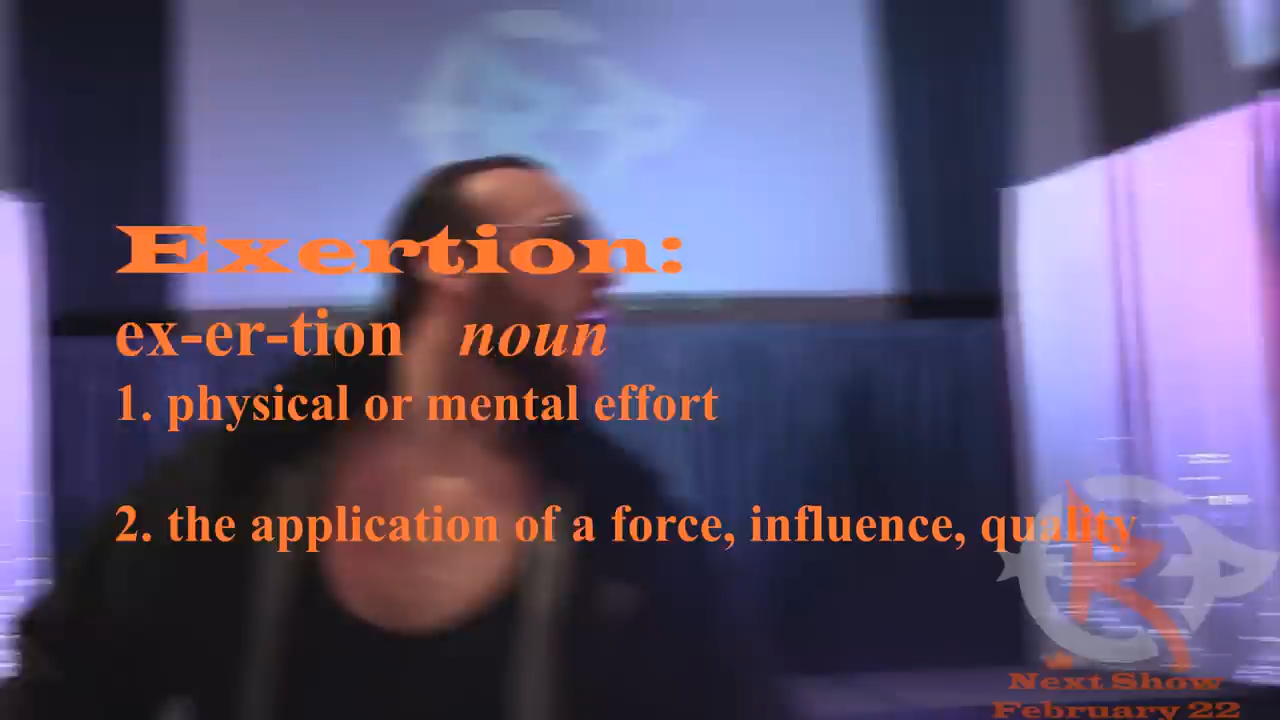 Exertion:
ex-er-tion noun
1. physical or mental effort
2. the application of a force, influence, quality
Next Show
February 22